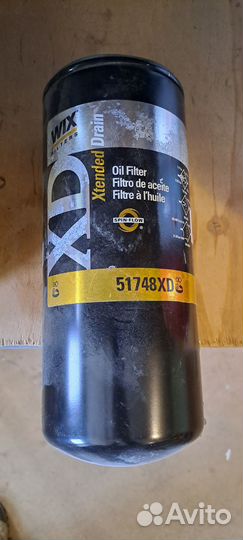 WIX
FILTERS
XD
Xtended Drain
Oil Filter
Filtro de aceite
Filtre à l'huile
SPIN-FLOW
51748XD
Avito